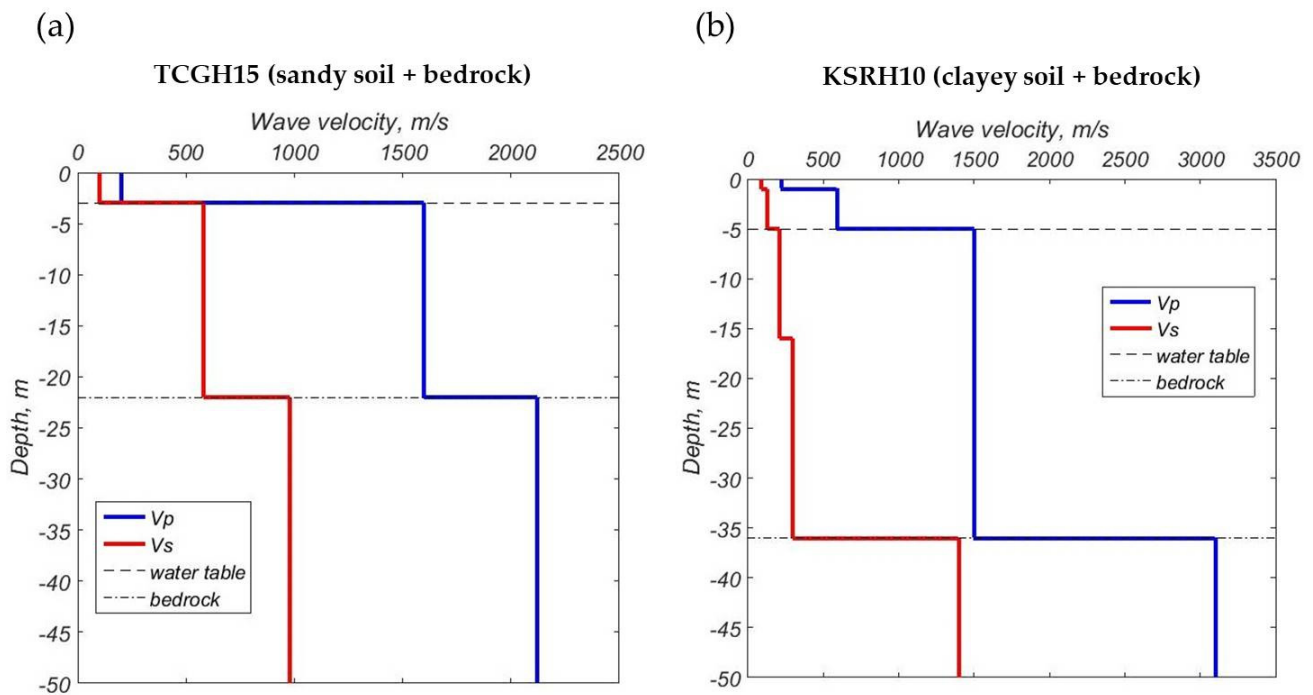 (a)
TCGH15 (sandy soil + bedrock)
Wave velocity, m/s
0 500 1000 1500 2000 2500
0
-5
-10
-15
-20
-25
-30
-35
-40
-45
-50
Depth, m
Vp
Vs
water table
bedrock
(b)
KSRH10 (clayey soil + bedrock)
Wave velocity, m/s
0 500 1000 1500 2000 2500 3000 3500
0
-5
-10
-15
-20
-25
-30
-35
-40
-45
-50
Depth, m
Vp
Vs
water table
bedrock